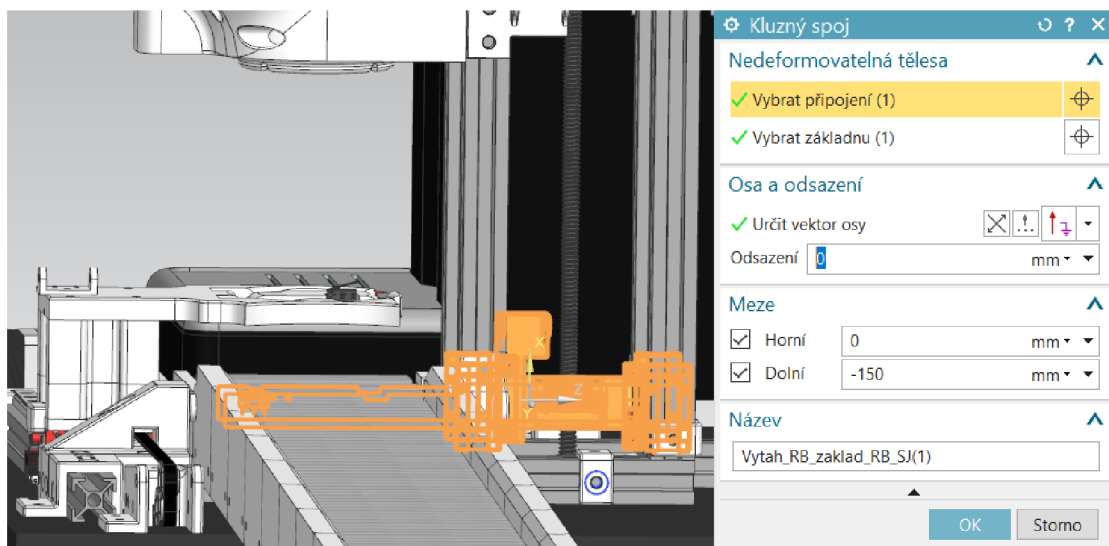 Kluzný spoj
Nedeformovatelná tělesa
Vybrat připojení (1)
Vybrat základnu (1)
Osa a odsazení
Určit vektor osy
Odsazení 0 mm
Meze
Horní 0 mm
Dolní -150 mm
Název
Vytah_RB_zaklad_RB_SJ(1)
OK Storno
X
Z
Y